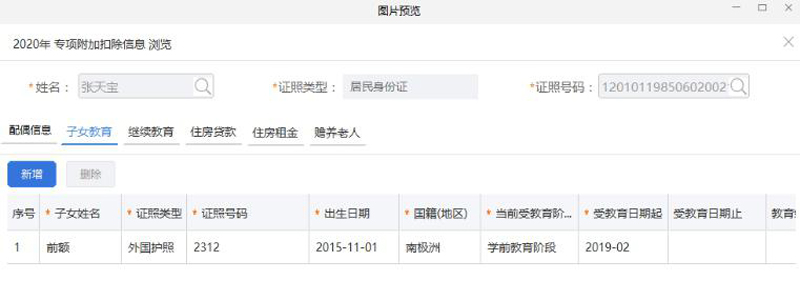 图片预览
2020年 专项附加扣除信息 浏览
*姓名： 张天宝 *证照类型： 居民身份证 *证照号码： 12010119850602002
配偶信息 子女教育 继续教育 住房贷款 住房租金 赡养老人
新增 删除
序号 *子女姓名 *证照类型 *证照号码 *出生日期 *国籍(地区) *当前受教育阶... *受教育日期起 受教育日期止 教育
1 前额 外国护照 2312 2015-11-01 南极洲 学前教育阶段 2019-02